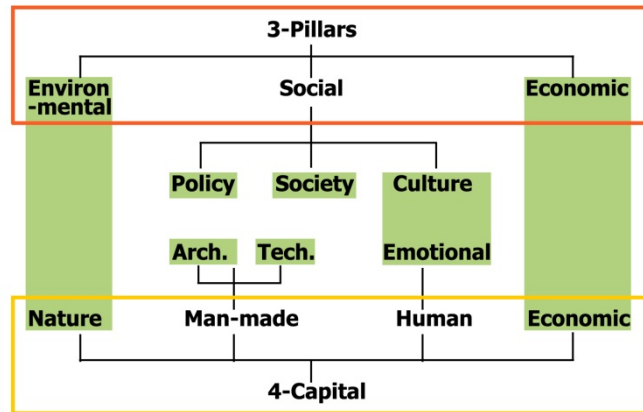 3-Pillars
Environ
-mental
Social
Economic
Policy
Society
Culture
Arch.
Tech.
Emotional
Nature
Man-made
Human
Economic
4-Capital